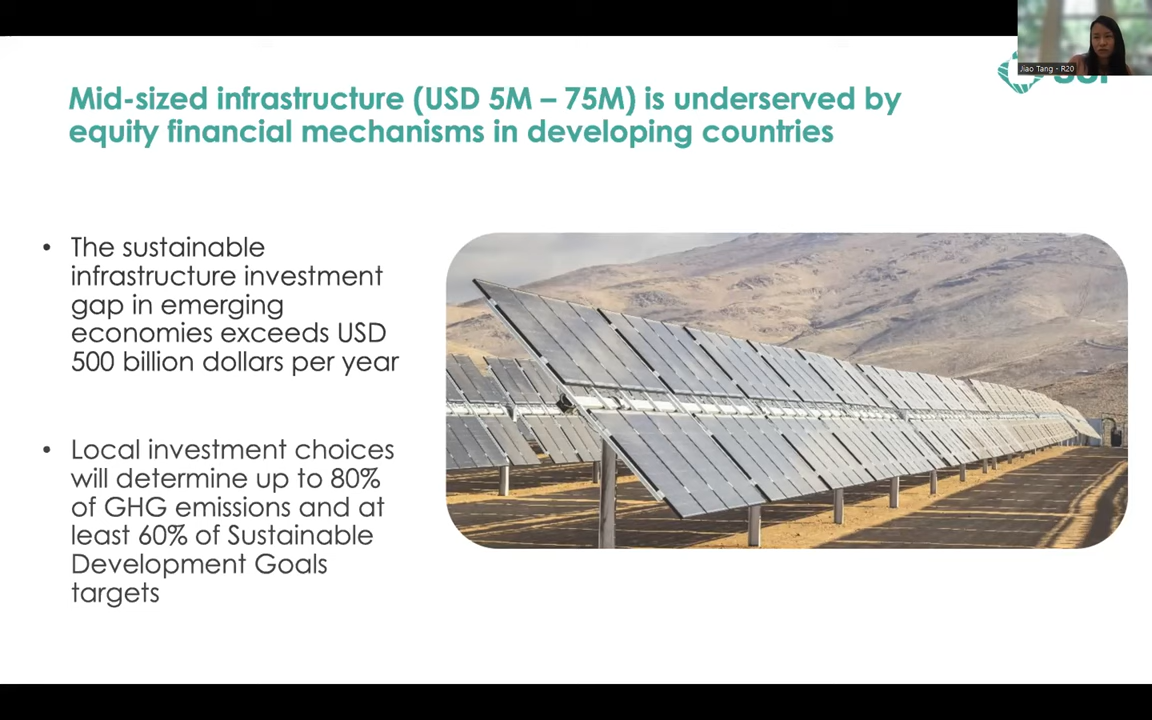 Jiao Tang - R20
Mid-sized infrastructure (USD 5M – 75M) is underserved by
equity financial mechanisms in developing countries
• The sustainable
infrastructure investment
gap in emerging
economies exceeds USD
500 billion dollars per year
• Local investment choices
will determine up to 80%
of GHG emissions and at
least 60% of Sustainable
Development Goals
targets